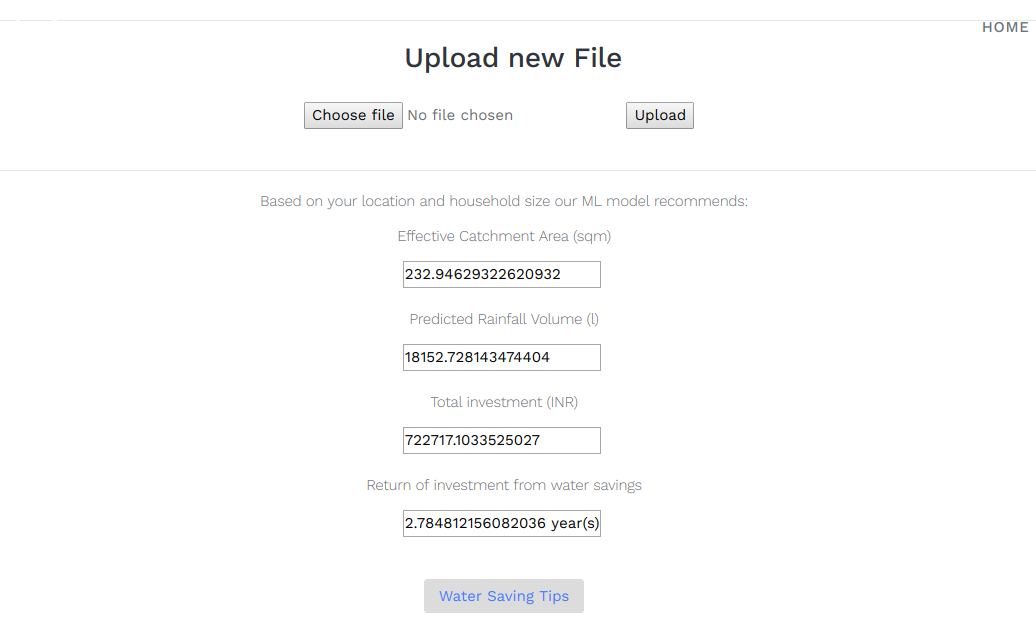 HOME
Upload new File
Choose file No file chosen Upload
Based on your location and household size our ML model recommends:
Effective Catchment Area (sqm)
232.94629322620932
Predicted Rainfall Volume (l)
18152.728143474404
Total investment (INR)
722717.1033525027
Return of investment from water savings
2.784812156082036 year(s)
Water Saving Tips